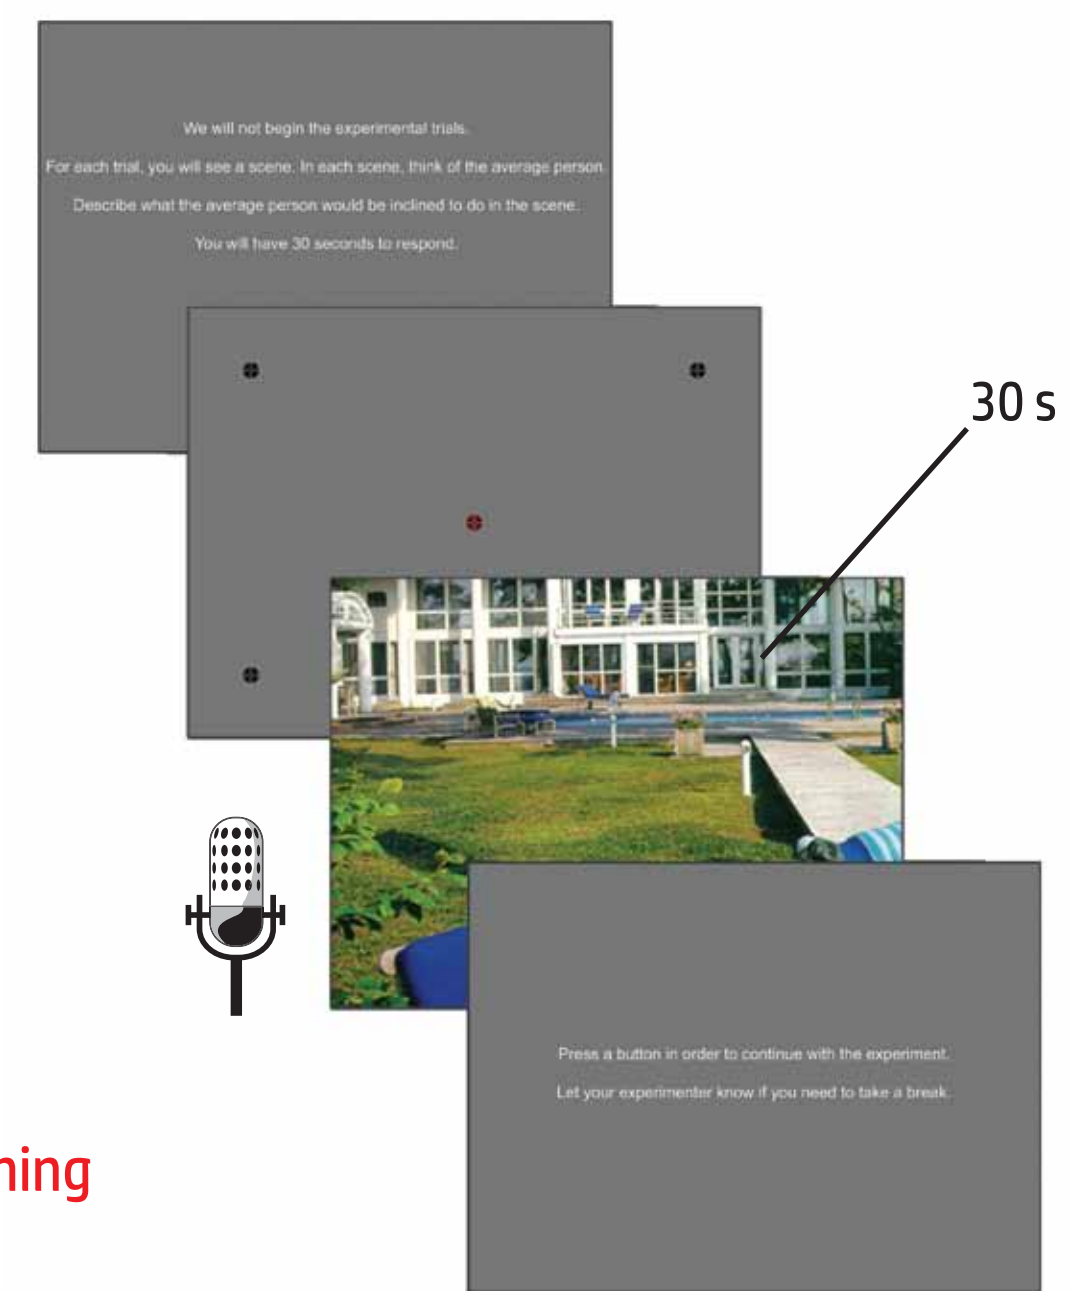 We will not begin the experimental trials.
For each trial, you will see a scene. In each scene, think of the average person.
Describe what the average person would be inclined to do in the scene.
You will have 30 seconds to respond.
30 s
Press a button in order to continue with the experiment.
Let your experimenter know if you need to take a break.
ning